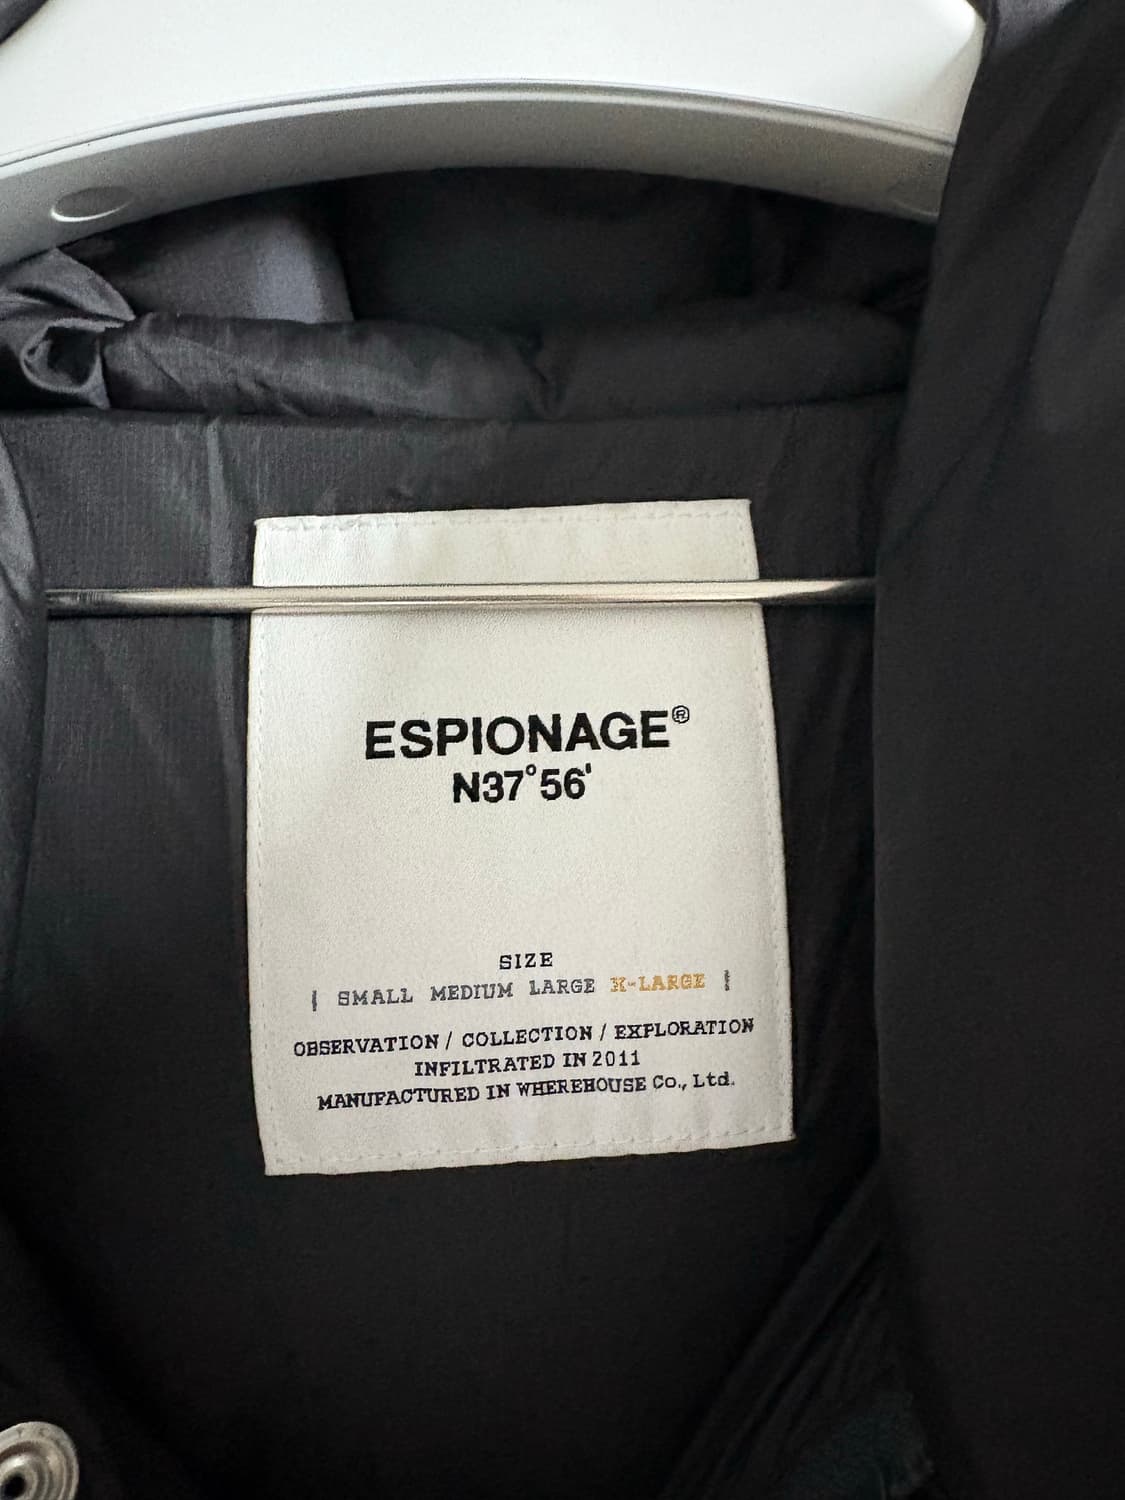 ESPIONAGE®
N37°56'
SIZE
{ SMALL MEDIUM LARGE X-LARGE }
OBSERVATION / COLLECTION / EXPLORATION
INFILTRATED IN 2011
MANUFACTURED IN WHEREHOUSE Co., Ltd.